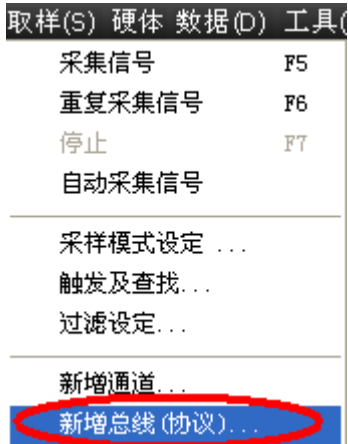 取样(S) 硬体 数据(D) 工具(
采集信号 F5
重复采集信号 F6
停止 F7
自动采集信号
采样模式设定 ...
触发及查找...
过滤设定...
新增通道...
新增总线(协议)...